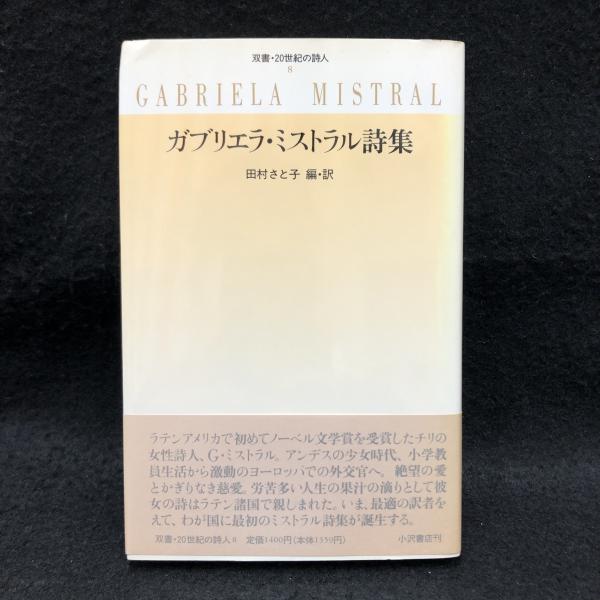 双書・20世紀の詩人
8
GABRIELA MISTRAL
ガブリエラ・ミストラル詩集
田村さと子 編・訳
ラテンアメリカで初めてノーベル文学賞を受賞したチリの
女性詩人、G・ミストラル。アンデスの少女時代、小学教
員生活から激動のヨーロッパでの外交官へ。絶望の愛
とかぎりなき慈愛。労苦多い人生の果汁の滴りとして彼
女の詩はラテン諸国で親しまれた。いま、最適の訳者を
えて、わが国に最初のミストラル詩集が誕生する。
双書・20世紀の詩人 8 定価1400円(本体1359円) 小沢書店刊